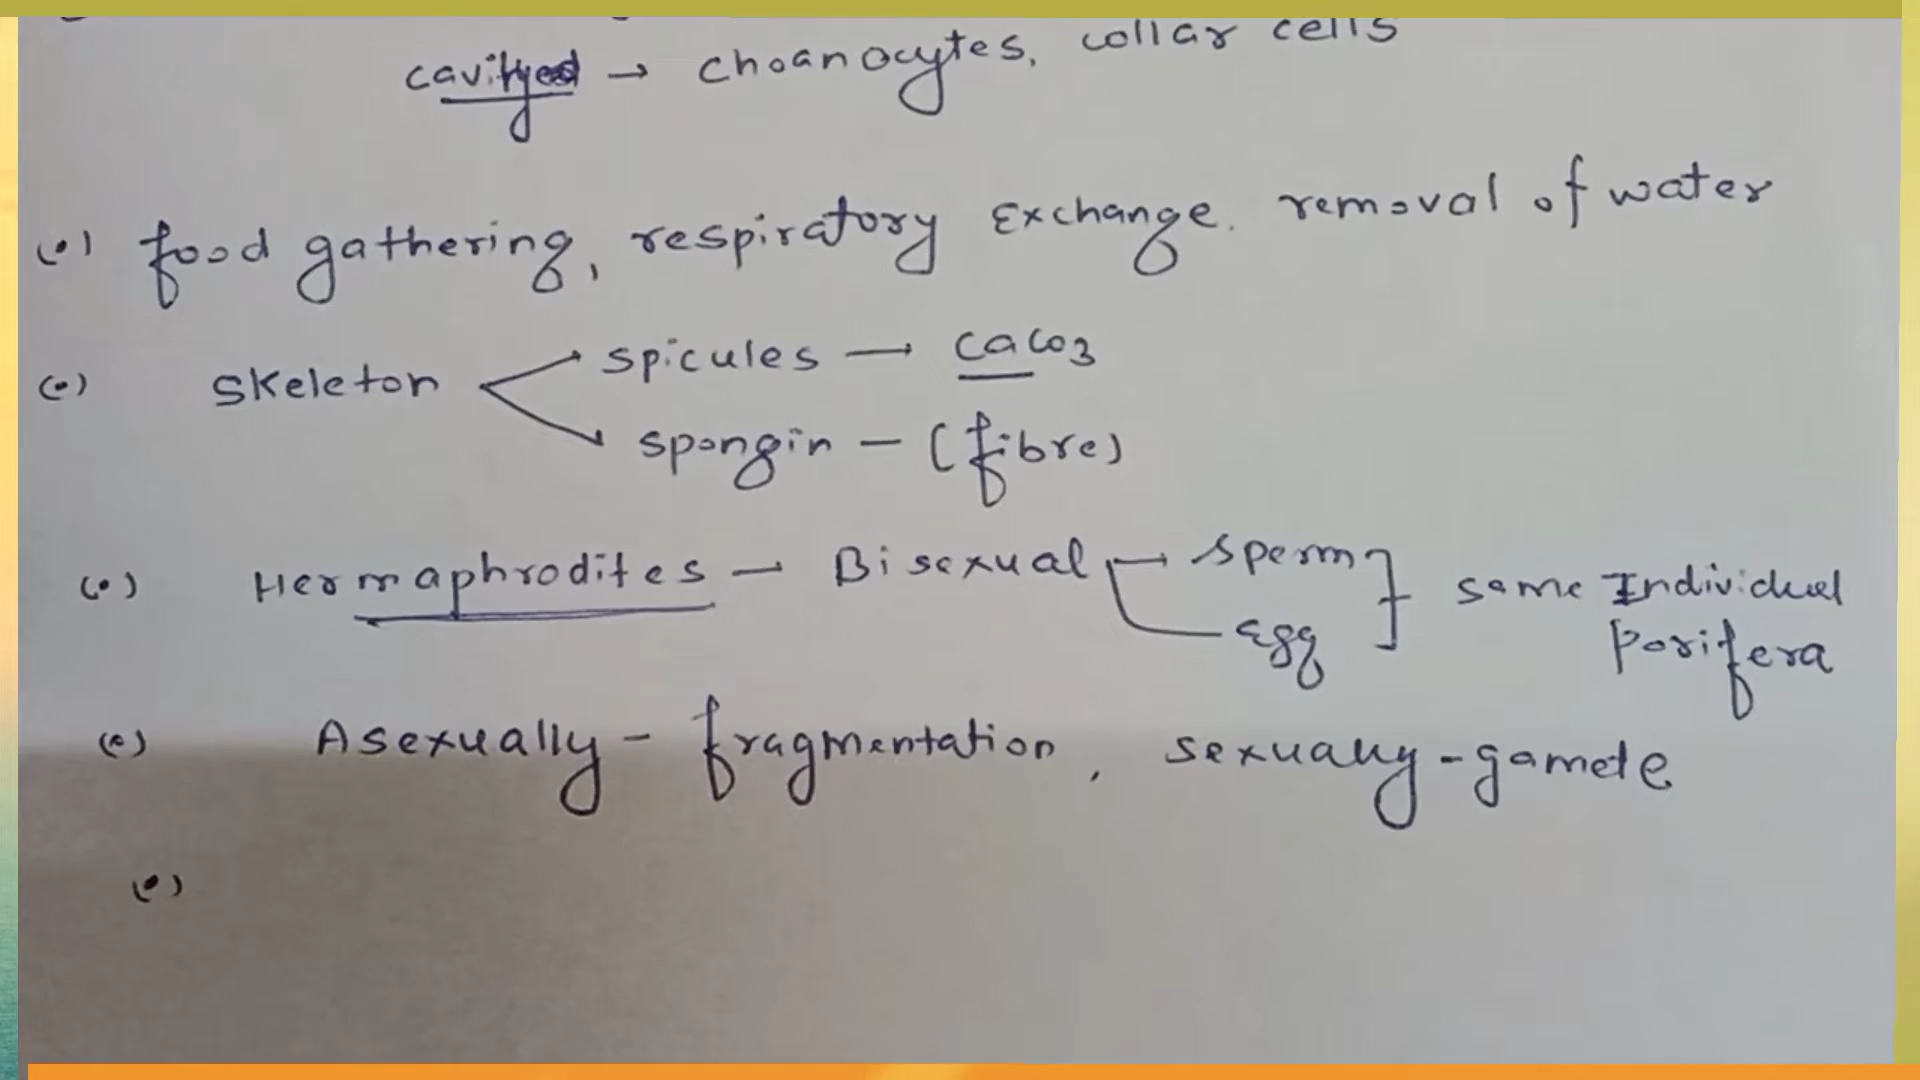 cavity → choanocytes, collar cells
(•) food gathering, respiratory Exchange. removal of water
(•) Skeleton
spicules → CaCO3
spongin - (fibre)
(•) Hermaphrodites - Bisexual → sperm
Egg
same Individual
Porifera
(•) Asexually - fragmentation, sexually - gamete
(•)